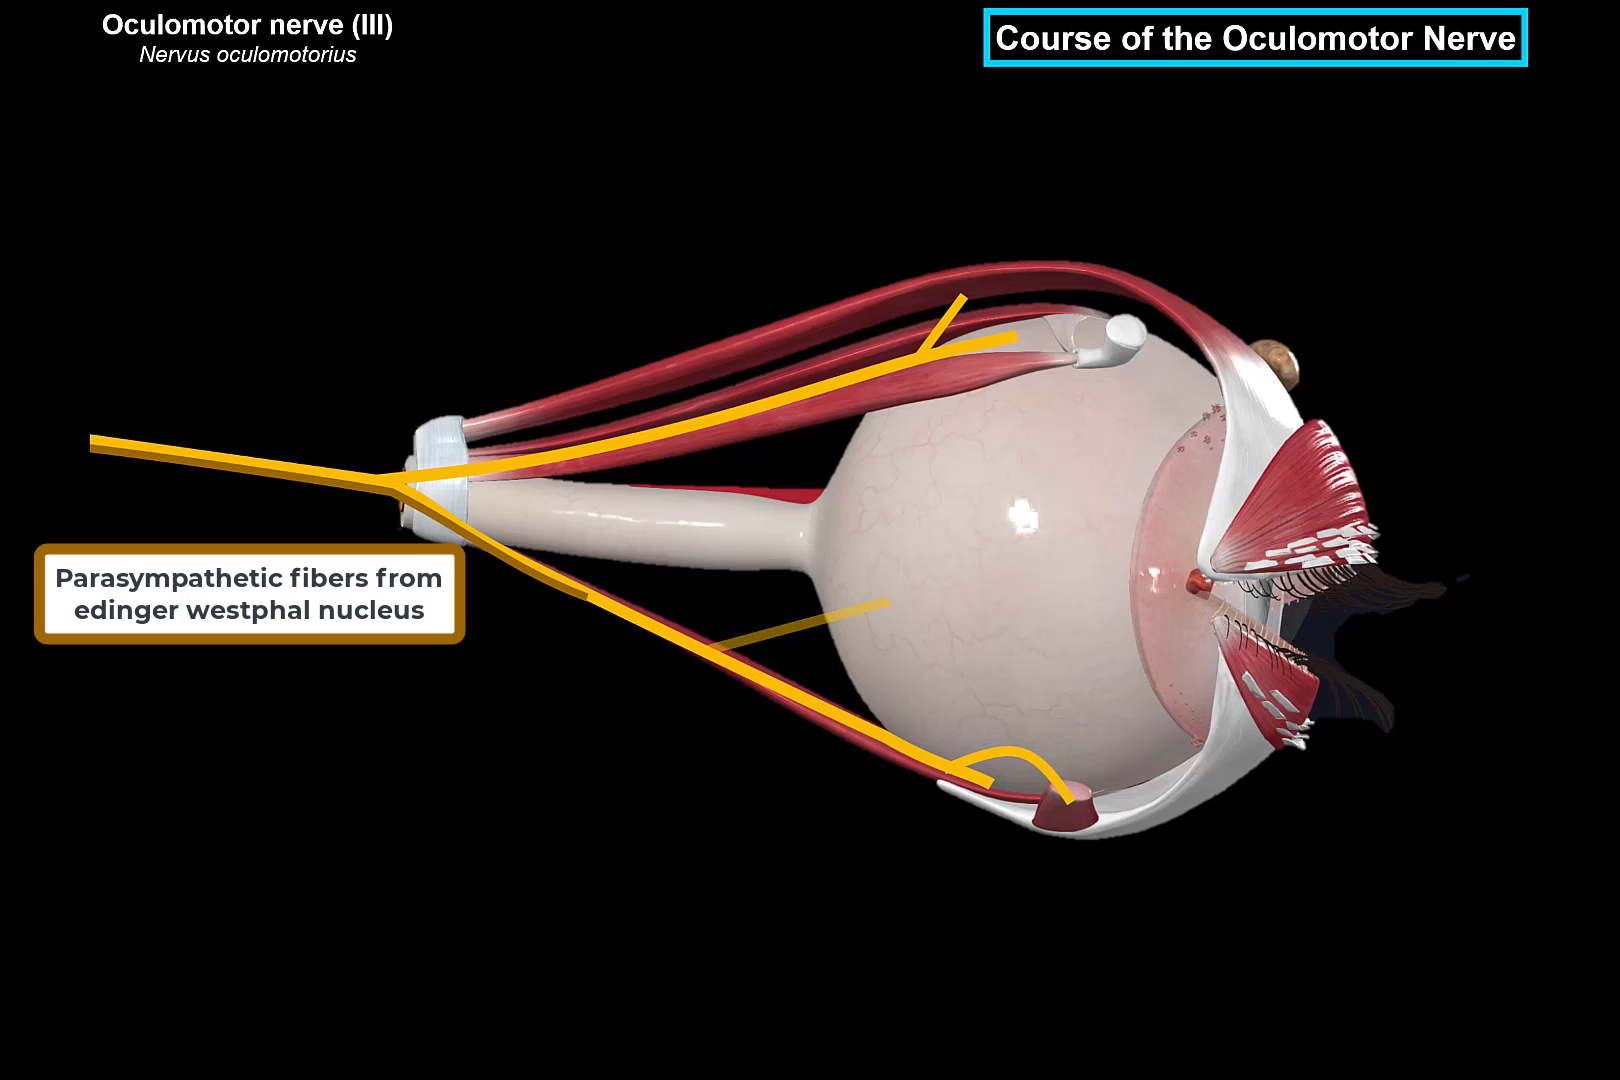 Oculomotor nerve (III)
Nervus oculomotorius
Course of the Oculomotor Nerve
Parasympathetic fibers from
edinger westphal nucleus